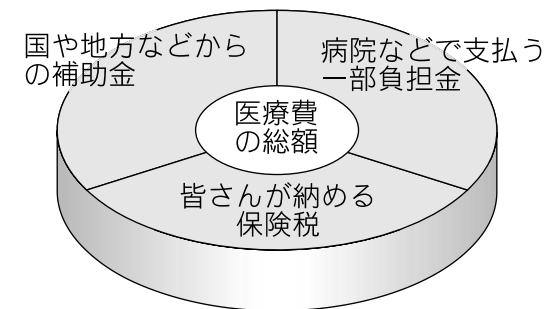 国や地方などから
の補助金
病院などで支払う
一部負担金
医療費
の総額
皆さんが納める
保険税